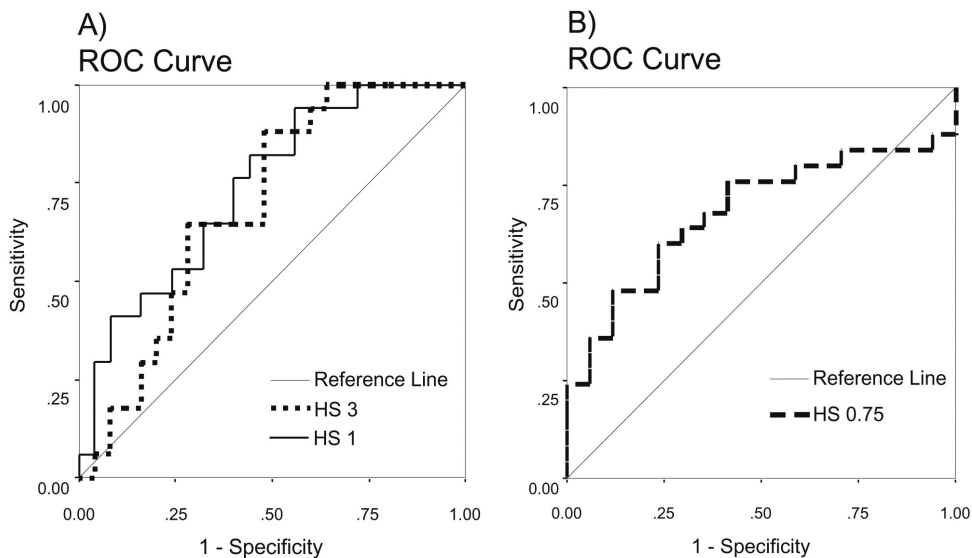 A)
ROC Curve
1.00
.75
.50
.25
0.00
Sensitivity
0.00 .25 .50 .75 1.00
1 - Specificity
Reference Line
HS 3
HS 1
B)
ROC Curve
1.00
.75
.50
.25
0.00
Sensitivity
0.00 .25 .50 .75 1.00
1 - Specificity
Reference Line
HS 0.75